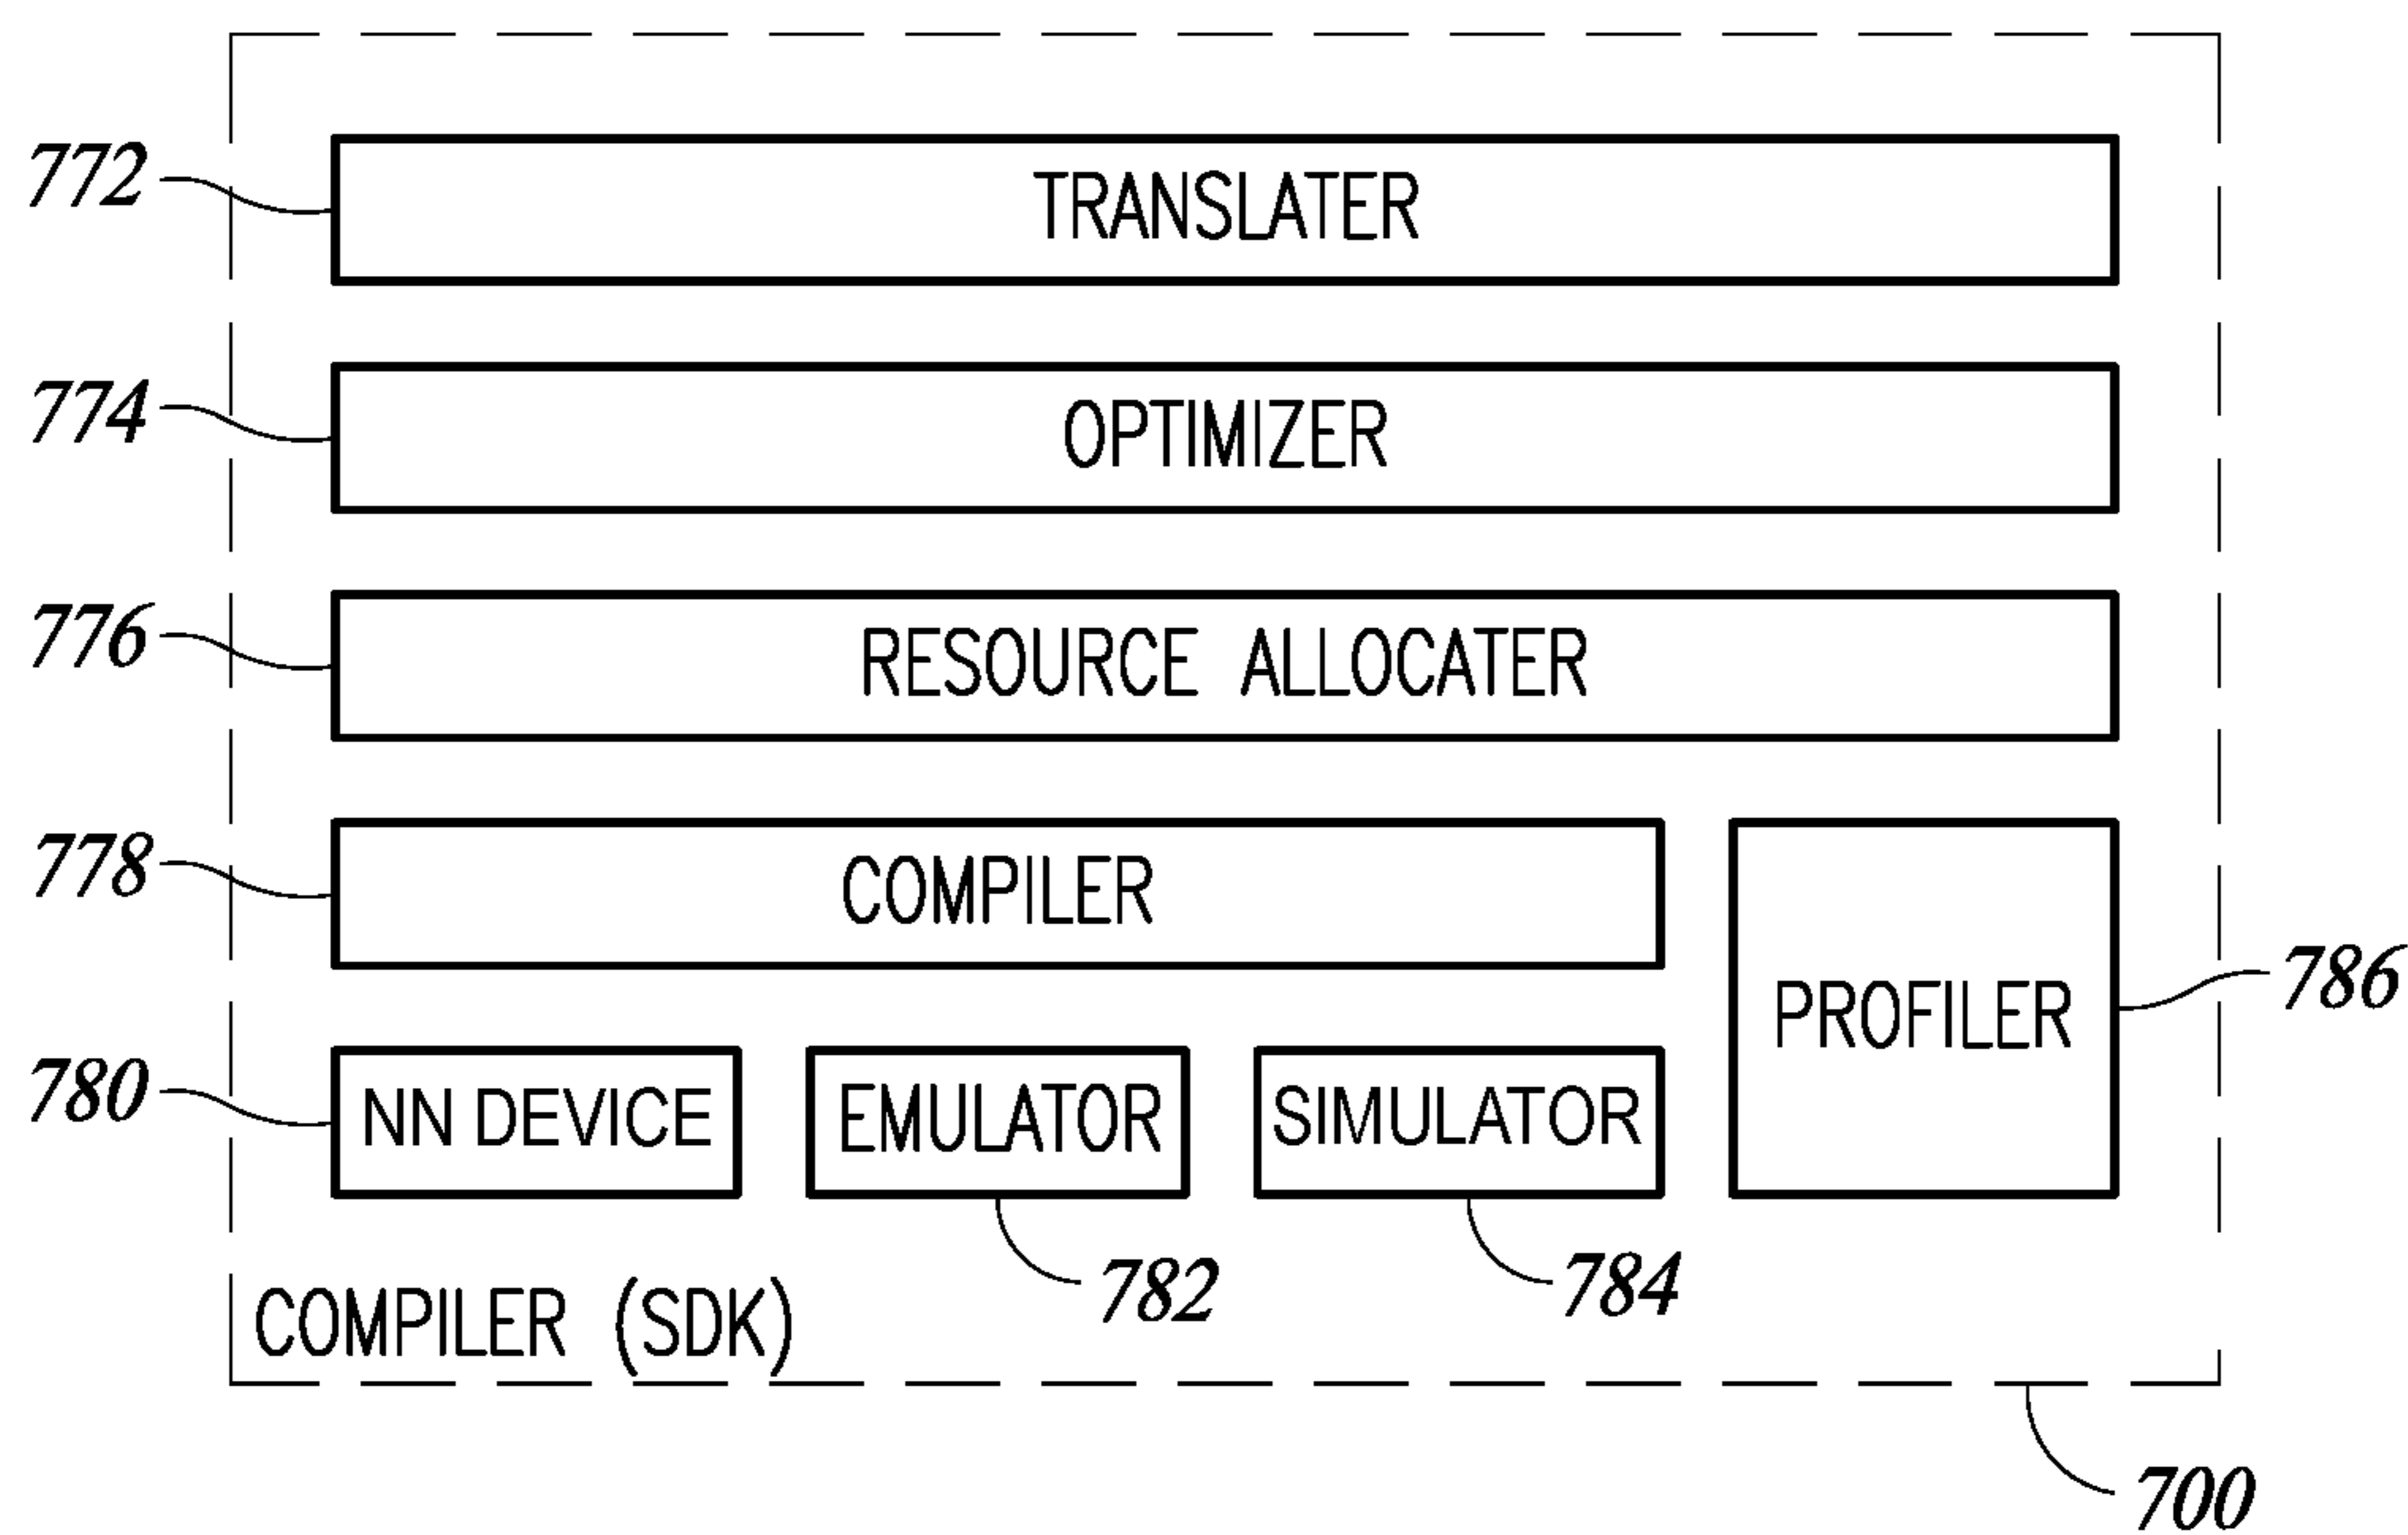 772
TRANSLATER
774
OPTIMIZER
776
RESOURCE ALLOCATER
778
COMPILER
PROFILER
786
780
NN DEVICE
EMULATOR
SIMULATOR
782
784
COMPILER (SDK)
700